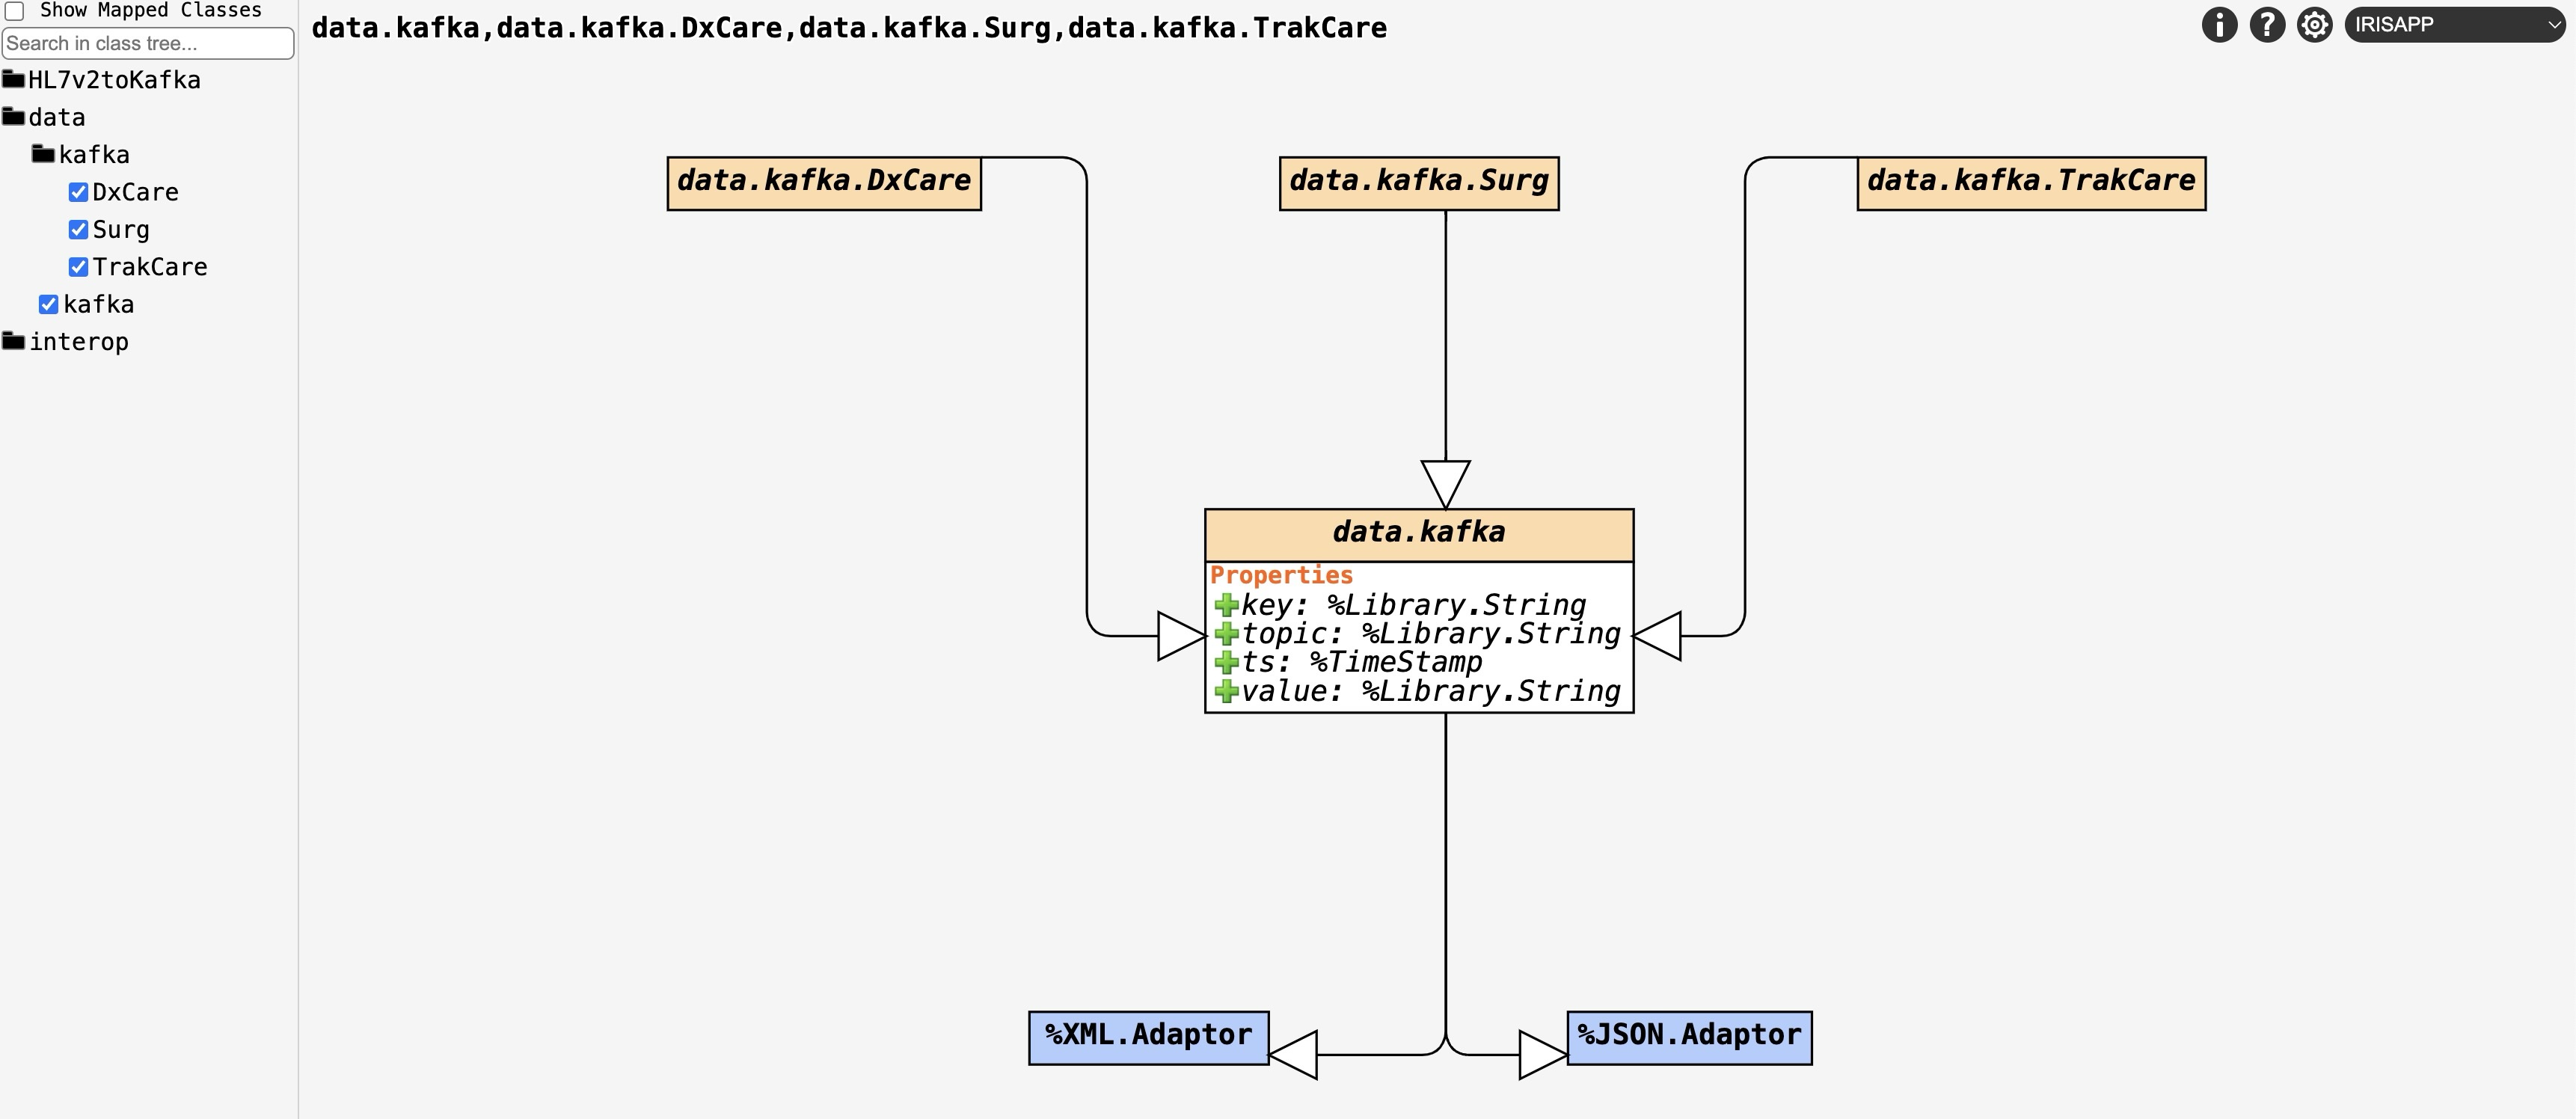 Show Mapped Classes
Search in class tree...
HL7v2toKafka
data
kafka
DxCare
Surg
TrakCare
kafka
interop
data.kafka,data.kafka.DxCare,data.kafka.Surg,data.kafka.TrakCare
IRISAPP
data.kafka.DxCare
data.kafka.Surg
data.kafka.TrakCare
data.kafka
Properties
key: %Library.String
topic: %Library.String
ts: %TimeStamp
value: %Library.String
%XML.Adaptor
%JSON.Adaptor